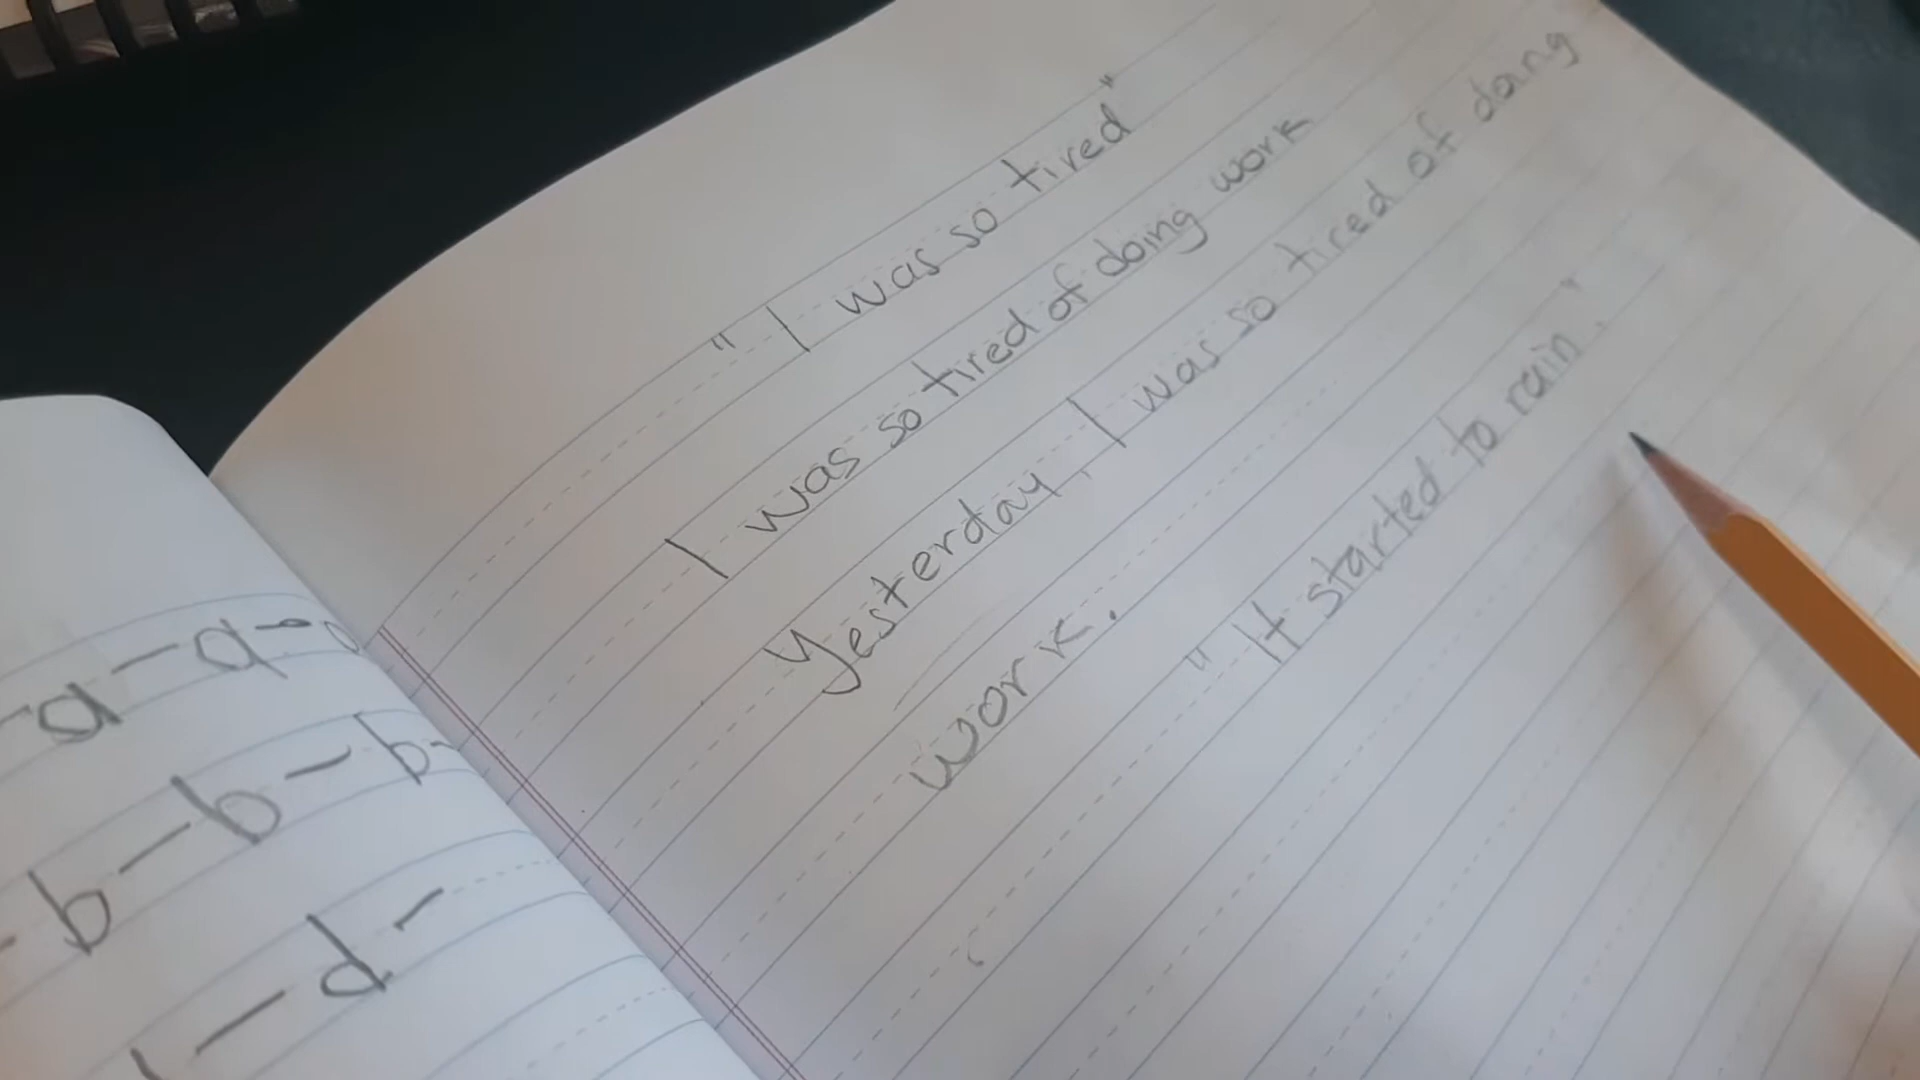 "I was so tired"
I was so tired of doing work
Yesterday, I was so tired of doing
work.
"It started to rain."
-a-a-a
-b-b-b-
-d-